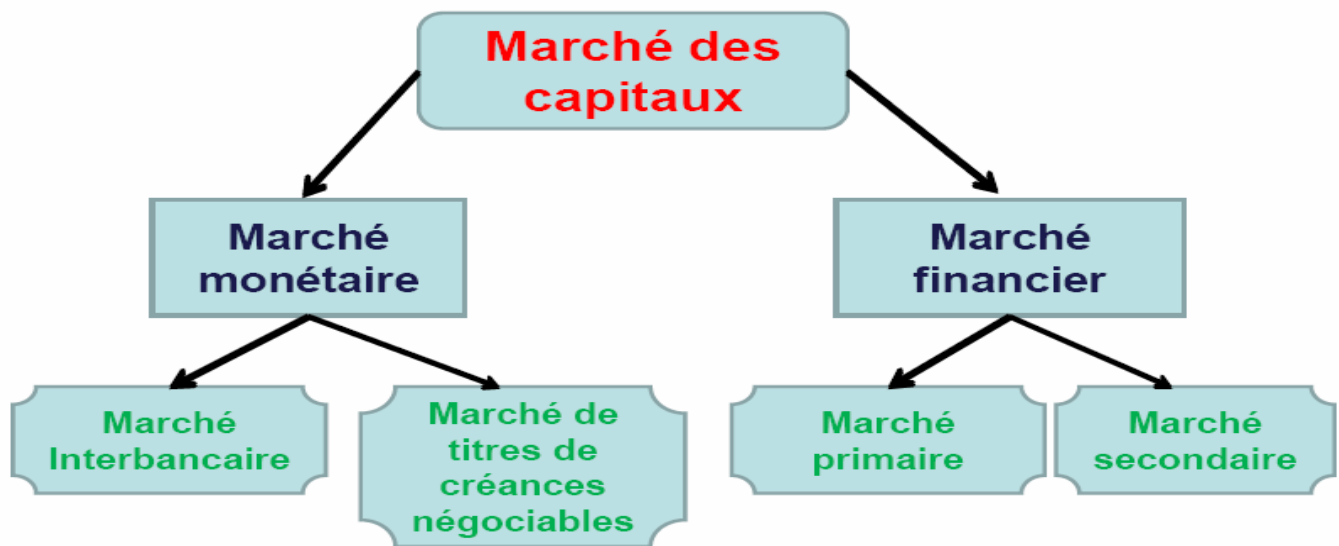 Marché des
capitaux
Marché
monétaire
Marché
financier
Marché
Interbancaire
Marché de
titres de
créances
négociables
Marché
primaire
Marché
secondaire